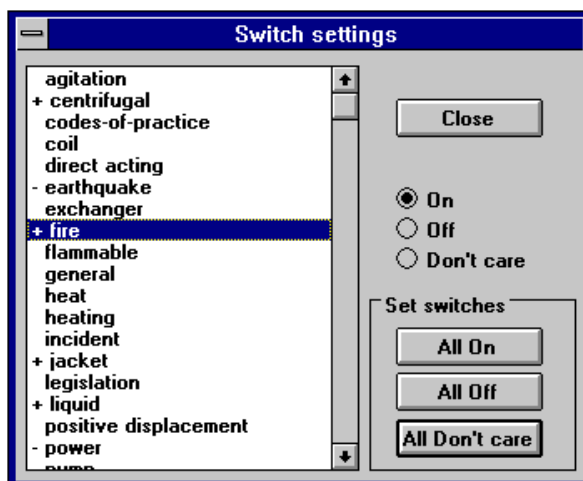 Switch settings
agitation
+ centrifugal
codes-of-practice
coil
direct acting
- earthquake
exchanger
+ fire
flammable
general
heat
heating
incident
+ jacket
legislation
+ liquid
positive displacement
- power
pump
Close
On
Off
Don't care
Set switches
All On
All Off
All Don't care